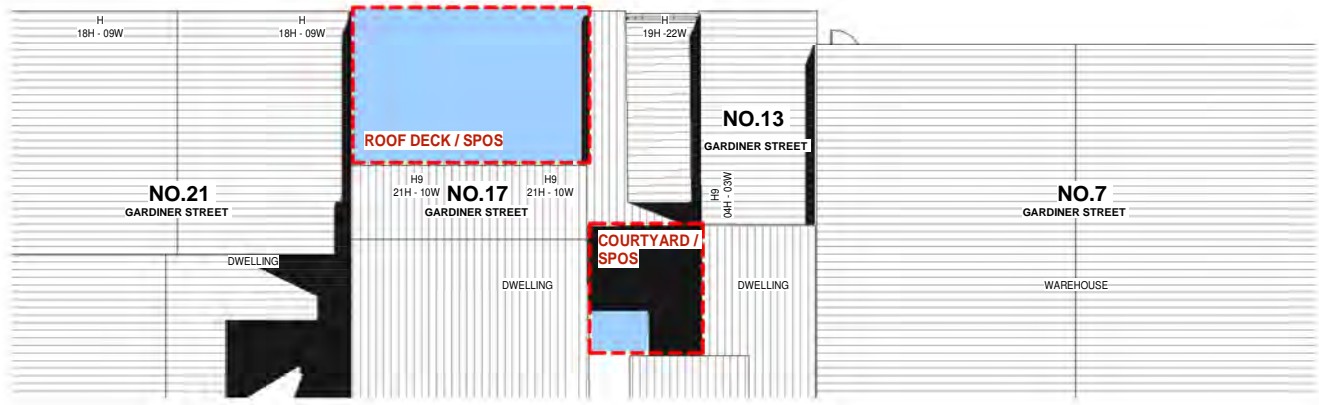 H
18H - 09W
H
18H - 09W
H
19H -22W
NO.13
GARDINER STREET
ROOF DECK / SPOS
H9
21H - 10W
H9
21H - 10W
H9
04H - 03W
NO.21
GARDINER STREET
NO.17
GARDINER STREET
NO.7
GARDINER STREET
COURTYARD /
SPOS
DWELLING
DWELLING
DWELLING
WAREHOUSE